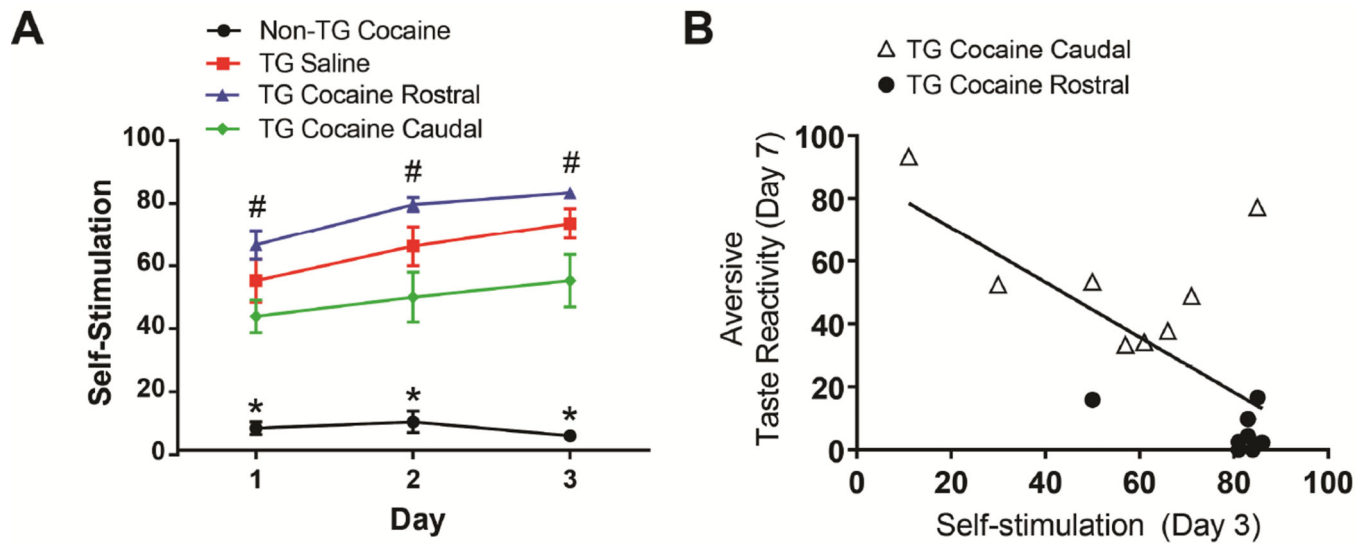 A
Non-TG Cocaine
TG Saline
TG Cocaine Rostral
TG Cocaine Caudal
Self-Stimulation
100
80
60
40
20
0
#
#
#
*
*
*
1
2
3
Day
B
TG Cocaine Caudal
TG Cocaine Rostral
Aversive
Taste Reactivity (Day 7)
100
80
60
40
20
0
0
20
40
60
80
100
Self-stimulation (Day 3)